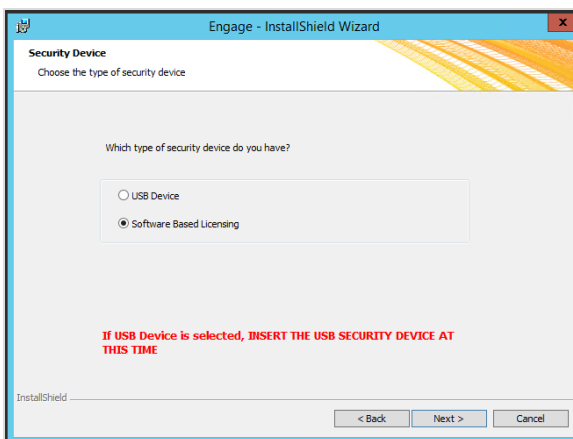 Engage - InstallShield Wizard
x
Security Device
Choose the type of security device
Which type of security device do you have?
USB Device
Software Based Licensing
If USB Device is selected, INSERT THE USB SECURITY DEVICE AT
THIS TIME
InstallShield
< Back
Next >
Cancel